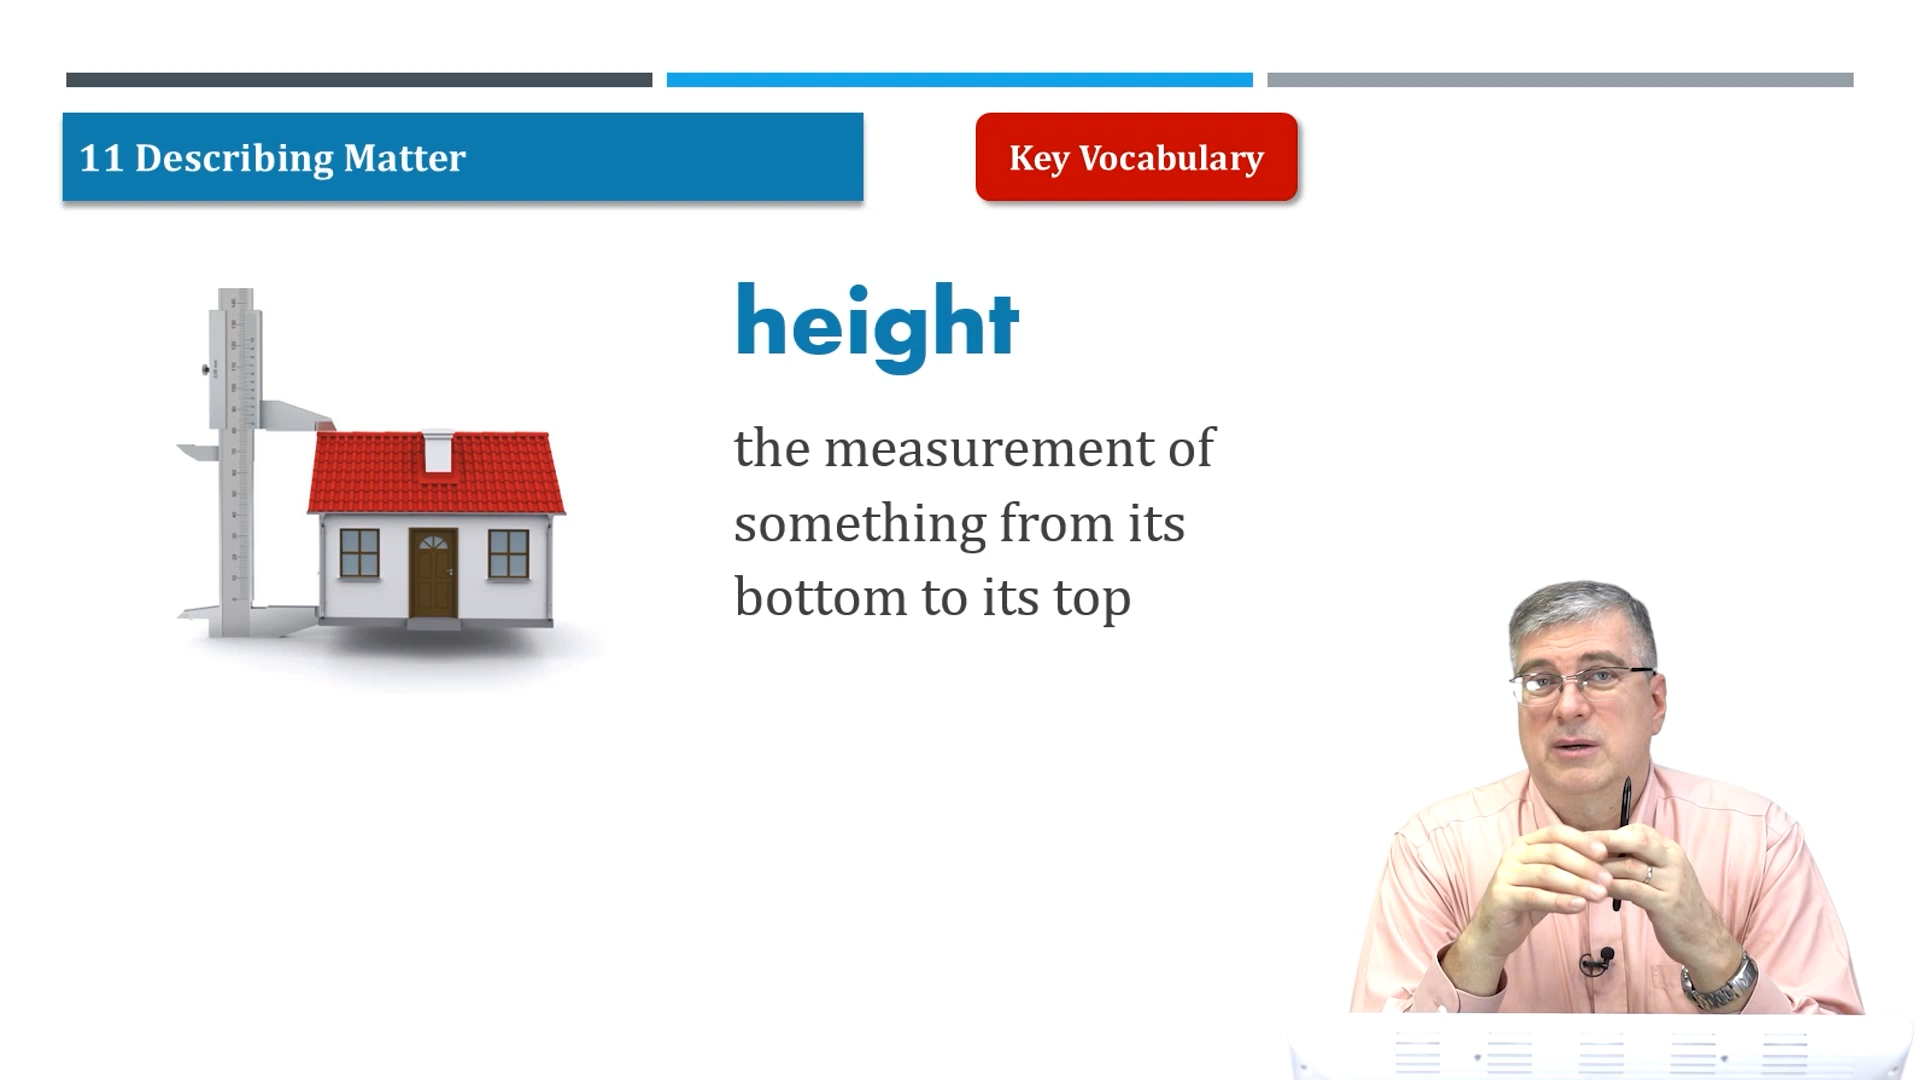 11 Describing Matter
Key Vocabulary
height
the measurement of
something from its
bottom to its top